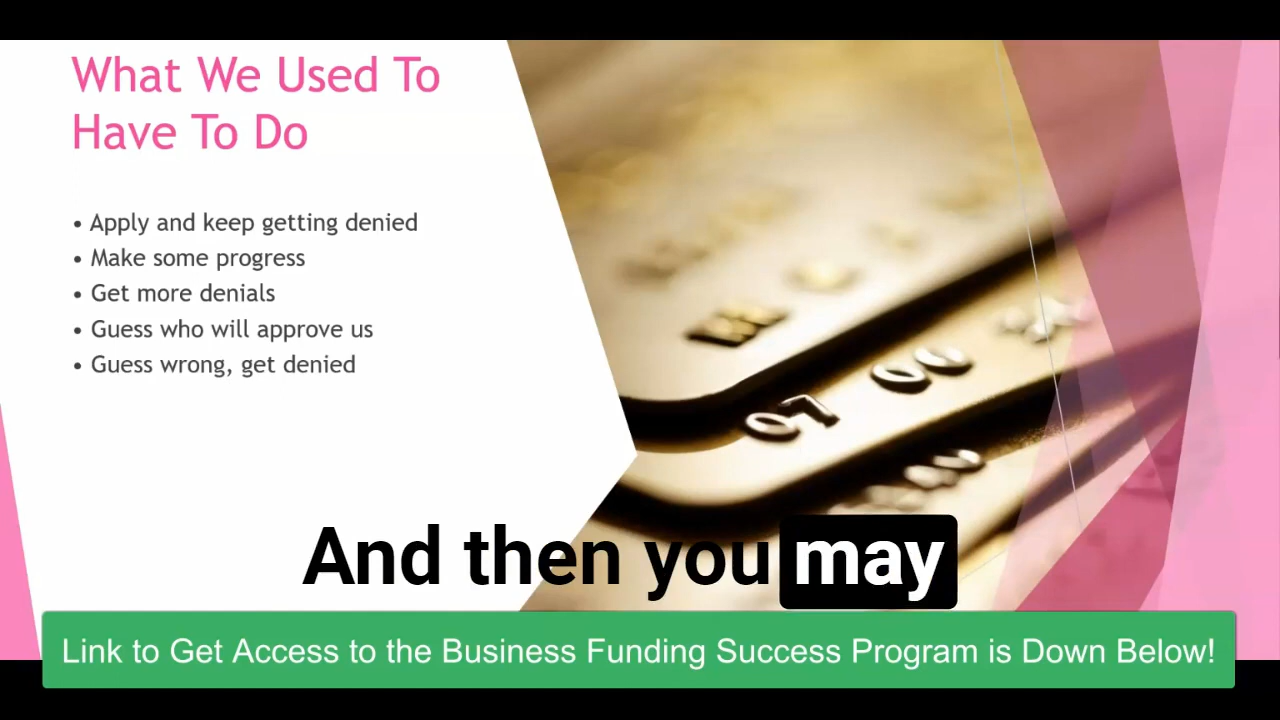 What We Used To
Have To Do
• Apply and keep getting denied
• Make some progress
• Get more denials
• Guess who will approve us
• Guess wrong, get denied
07 09
And then you may
Link to Get Access to the Business Funding Success Program is Down Below!